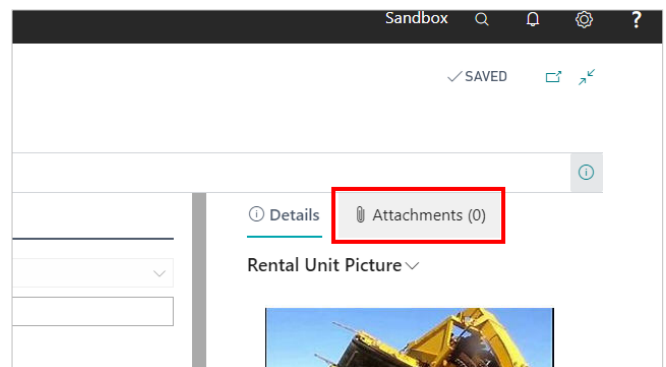 Sandbox ?
SAVED
Details Attachments (0)
Rental Unit Picture